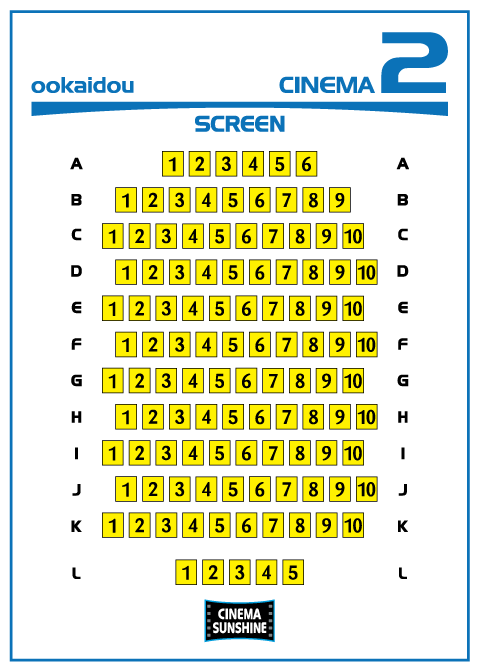 ookaidou CINEMA 2
SCREEN
A 1 2 3 4 5 6 A
B 1 2 3 4 5 6 7 8 9 B
C 1 2 3 4 5 6 7 8 9 10 C
D 1 2 3 4 5 6 7 8 9 10 D
E 1 2 3 4 5 6 7 8 9 10 E
F 1 2 3 4 5 6 7 8 9 10 F
G 1 2 3 4 5 6 7 8 9 10 G
H 1 2 3 4 5 6 7 8 9 10 H
I 1 2 3 4 5 6 7 8 9 10 I
J 1 2 3 4 5 6 7 8 9 10 J
K 1 2 3 4 5 6 7 8 9 10 K
L 1 2 3 4 5 L
CINEMA
SUNSHINE